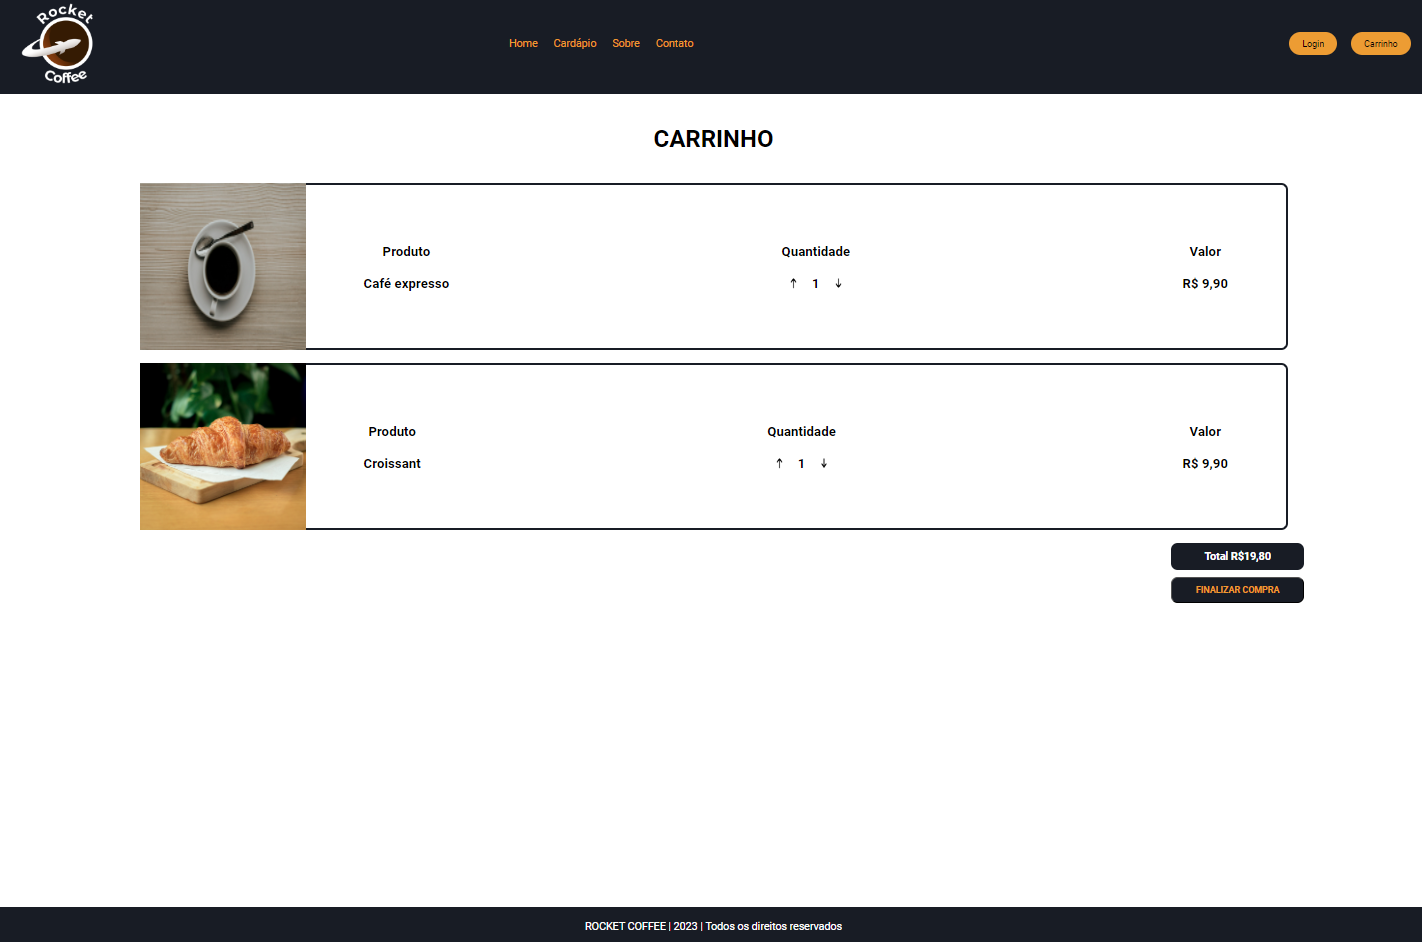 Rocket
Coffee
Home Cardápio Sobre Contato
Login Carrinho
CARRINHO
Produto Quantidade Valor
Café expresso ↑ 1 ↓ R$ 9,90
Produto Quantidade Valor
Croissant ↑ 1 ↓ R$ 9,90
Total R$19,80
FINALIZAR COMPRA
ROCKET COFFEE | 2023 | Todos os direitos reservados